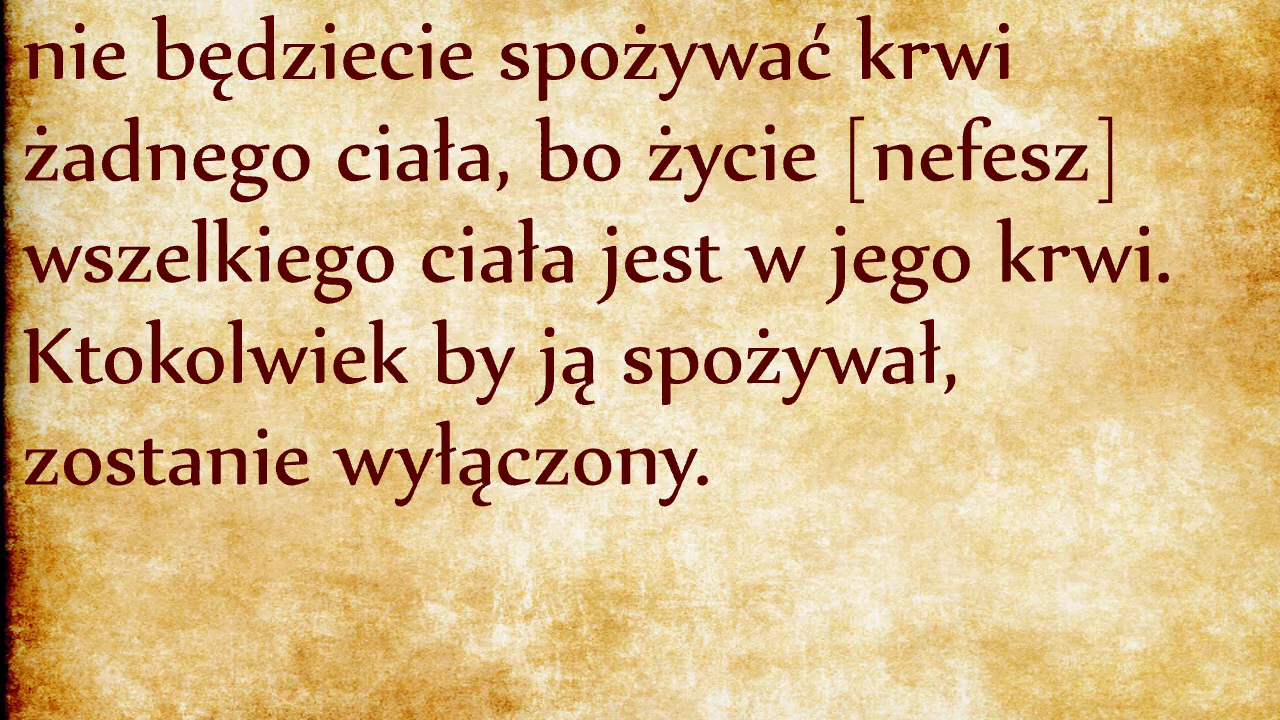 nie będziecie spożywać krwi
żadnego ciała, bo życie [nefesz]
wszelkiego ciała jest w jego krwi.
Ktokolwiek by ją spożywał,
zostanie wyłączony.